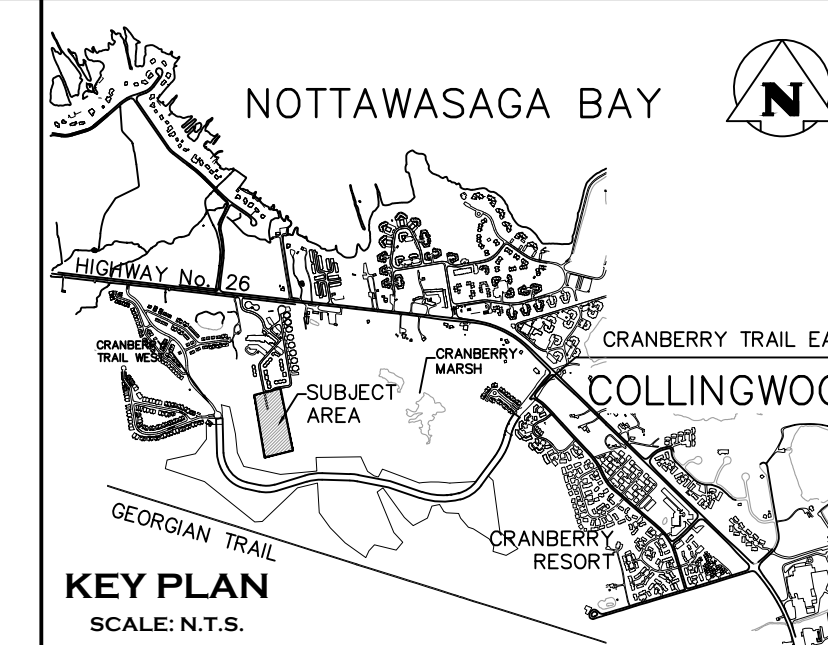 NOTTAWASAGA BAY
N
HIGHWAY No. 26
CRANBERRY
TRAIL WEST
CRANBERRY
MARSH
CRANBERRY TRAIL EA
COLLINGWOO
SUBJECT
AREA
GEORGIAN TRAIL
CRANBERRY
RESORT
KEY PLAN
SCALE: N.T.S.